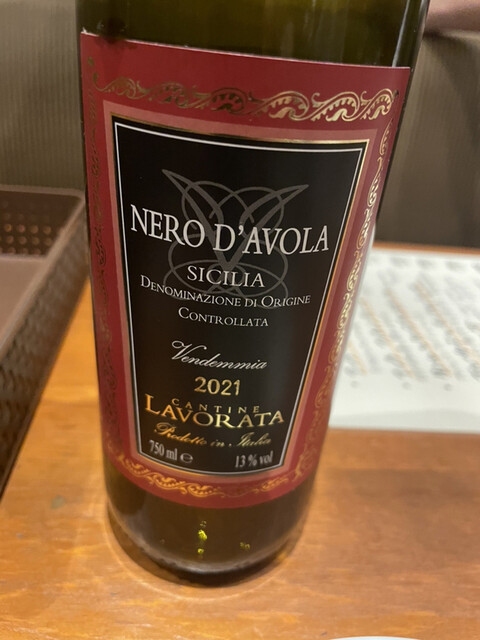 NERO D'AVOLA
SICILIA
DENOMINAZIONE DI ORIGINE
CONTROLLATA
Vendemmia
2021
CANTINE
LAVORATA
Prodotto in Italia
750 ml e 13 % vol